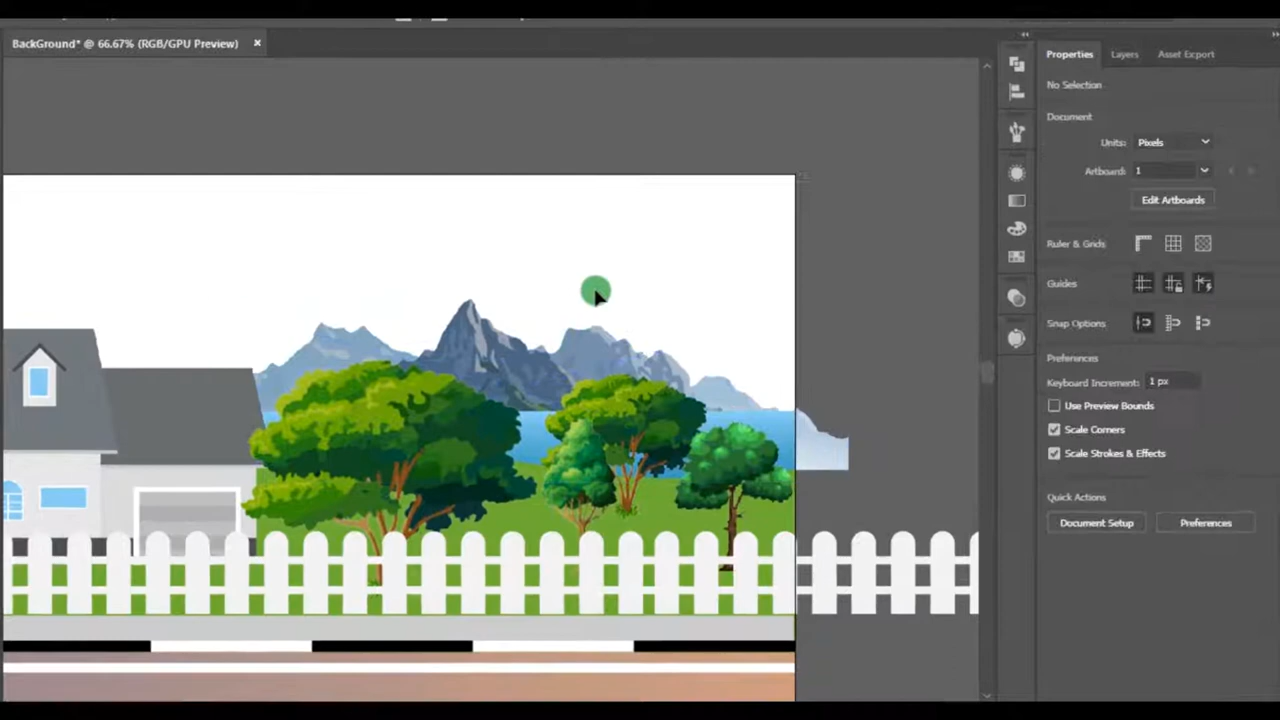 BackGround* @ 66.67% (RGB/GPU Preview) ×
Properties Layers Asset Export
No Selection
Document
Units: Pixels
Artboard: 1
Edit Artboards
Ruler & Grids
Guides
Snap Options
Preferences
Keyboard Increment: 1 px
Use Preview Bounds
Scale Corners
Scale Strokes & Effects
Quick Actions
Document Setup Preferences